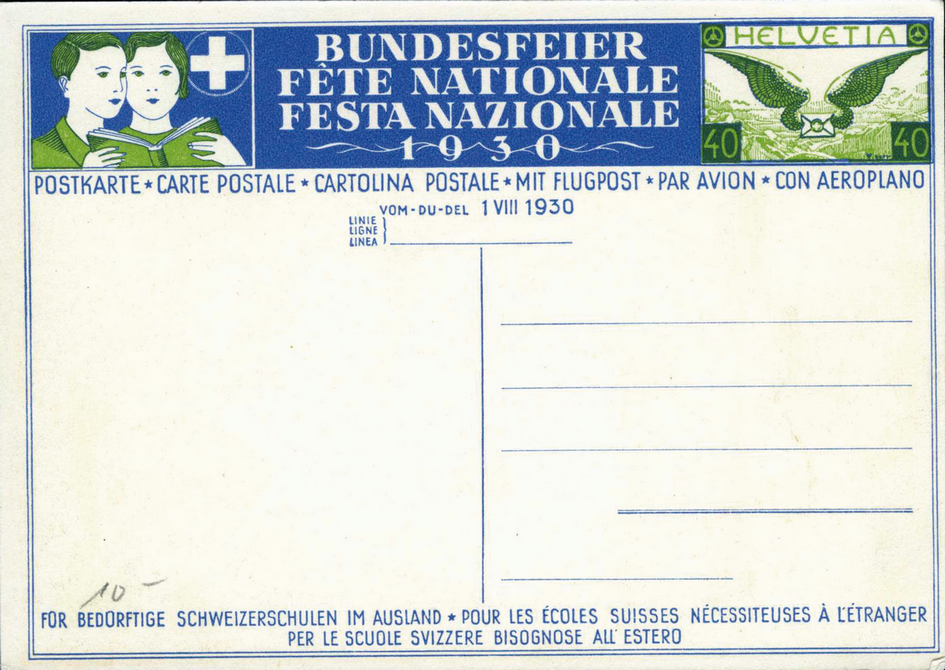 BUNDESFEIER
FÊTE NATIONALE
FESTA NAZIONALE
1930
HELVETIA
40 40
POSTKARTE ★ CARTE POSTALE ★ CARTOLINA POSTALE ★ MIT FLUGPOST ★ PAR AVION ★ CON AEROPLANO
VOM-DU-DEL 1 VIII 1930
LINIE
LIGNE
LINEA
10-
FÜR BEDÜRFTIGE SCHWEIZERSCHULEN IM AUSLAND ★ POUR LES ÉCOLES SUISSES NÉCESSITEUSES À L'ÉTRANGER
PER LE SCUOLE SVIZZERE BISOGNOSE ALL' ESTERO